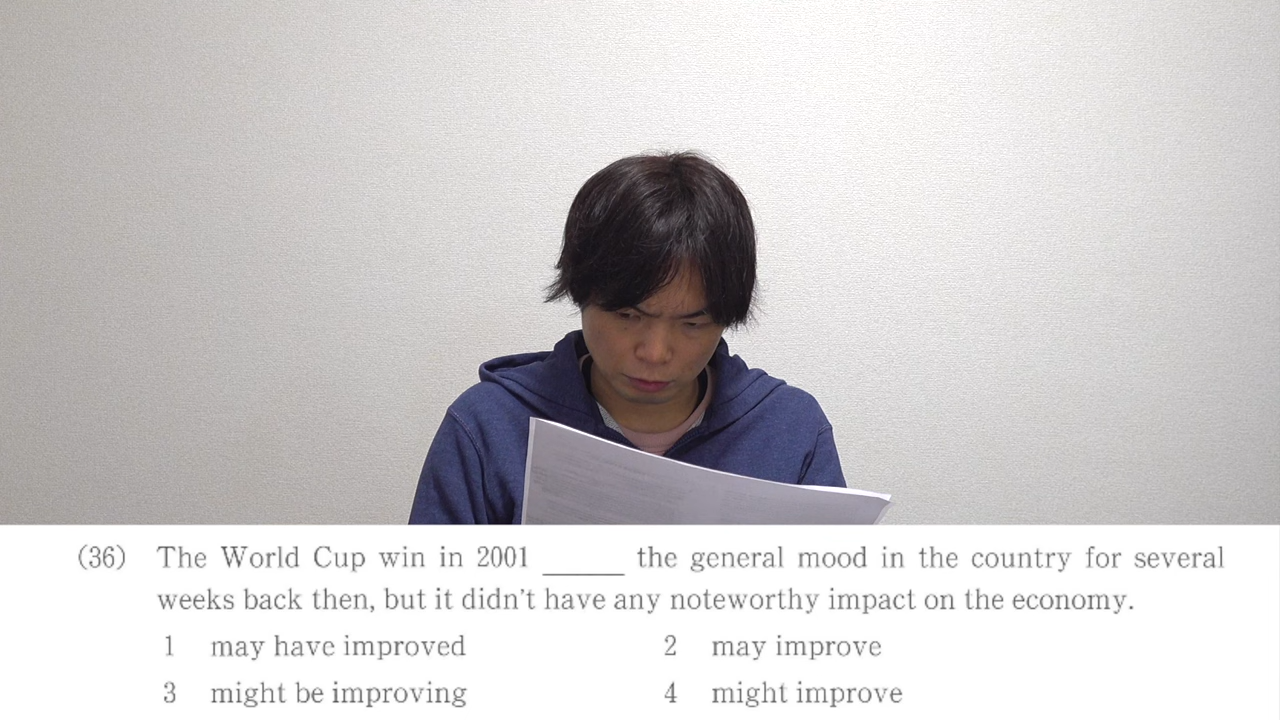 (36) The World Cup win in 2001 ______ the general mood in the country for several
weeks back then, but it didn't have any noteworthy impact on the economy.
1 may have improved 2 may improve
3 might be improving 4 might improve